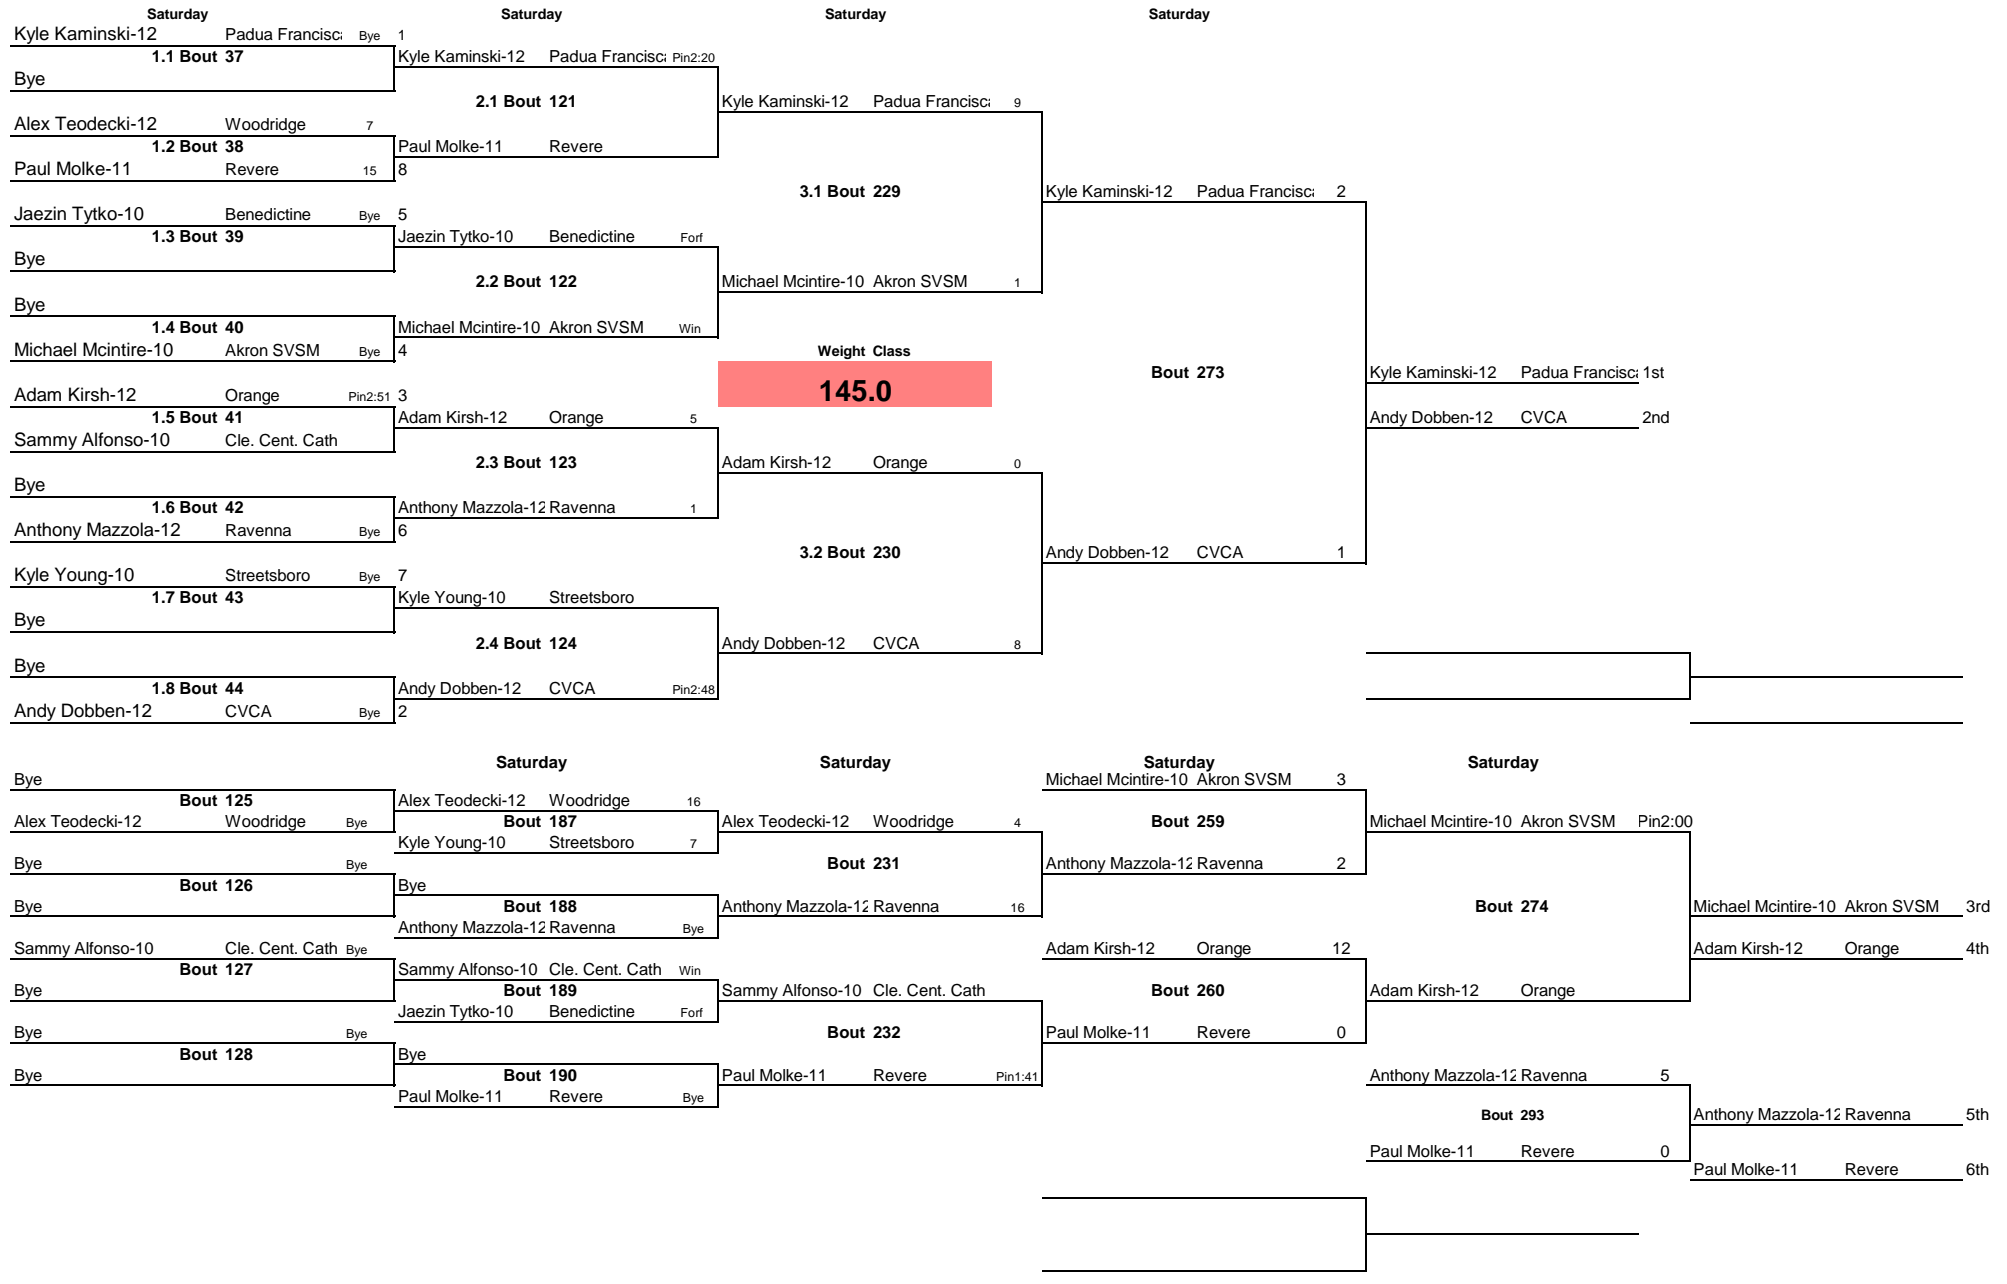 Saturday Saturday Saturday Saturday
Kyle Kaminski-12 Padua Francisc Bye 1
1.1 Bout 37 Kyle Kaminski-12 Padua Francisc Pin2:20
Bye
2.1 Bout 121 Kyle Kaminski-12 Padua Francisc 9
Alex Teodecki-12 Woodridge 7
1.2 Bout 38 Paul Molke-11 Revere
Paul Molke-11 Revere 15 8
3.1 Bout 229 Kyle Kaminski-12 Padua Francisc 2
Jaezin Tytko-10 Benedictine Bye 5
1.3 Bout 39 Jaezin Tytko-10 Benedictine Forf
Bye
2.2 Bout 122 Michael Mcintire-10 Akron SVSM 1
Bye
1.4 Bout 40 Michael Mcintire-10 Akron SVSM Win
Michael Mcintire-10 Akron SVSM Bye 4 Weight Class
Bout 273 Kyle Kaminski-12 Padua Francisc 1st
Adam Kirsh-12 Orange Pin2:51 3 145.0
1.5 Bout 41 Adam Kirsh-12 Orange 5 Andy Dobben-12 CVCA 2nd
Sammy Alfonso-10 Cle. Cent. Cath
2.3 Bout 123 Adam Kirsh-12 Orange 0
Bye
1.6 Bout 42 Anthony Mazzola-12 Ravenna 1
Anthony Mazzola-12 Ravenna Bye 6
3.2 Bout 230 Andy Dobben-12 CVCA 1
Kyle Young-10 Streetsboro Bye 7
1.7 Bout 43 Kyle Young-10 Streetsboro
Bye
2.4 Bout 124 Andy Dobben-12 CVCA 8
Bye
1.8 Bout 44 Andy Dobben-12 CVCA Pin2:48
Andy Dobben-12 CVCA Bye 2
Saturday Saturday Saturday Saturday
Bye Michael Mcintire-10 Akron SVSM 3
Bout 125 Alex Teodecki-12 Woodridge 16
Alex Teodecki-12 Woodridge Bye Bout 187 Alex Teodecki-12 Woodridge 4 Bout 259 Michael Mcintire-10 Akron SVSM Pin2:00
Kyle Young-10 Streetsboro 7
Bye Bye Bout 231 Anthony Mazzola-12 Ravenna 2
Bout 126 Bye
Bye Bout 188 Anthony Mazzola-12 Ravenna 16 Bout 274 Michael Mcintire-10 Akron SVSM 3rd
Anthony Mazzola-12 Ravenna Bye
Sammy Alfonso-10 Cle. Cent. Cath Bye Adam Kirsh-12 Orange 12 Adam Kirsh-12 Orange 4th
Bout 127 Sammy Alfonso-10 Cle. Cent. Cath Win
Bye Bout 189 Sammy Alfonso-10 Cle. Cent. Cath Bout 260 Adam Kirsh-12 Orange
Jaezin Tytko-10 Benedictine Forf
Bye Bye Bout 232 Paul Molke-11 Revere 0
Bout 128 Bye
Bye Bout 190 Paul Molke-11 Revere Pin1:41 Anthony Mazzola-12 Ravenna 5
Paul Molke-11 Revere Bye
Bout 293 Anthony Mazzola-12 Ravenna 5th
Paul Molke-11 Revere 0
Paul Molke-11 Revere 6th